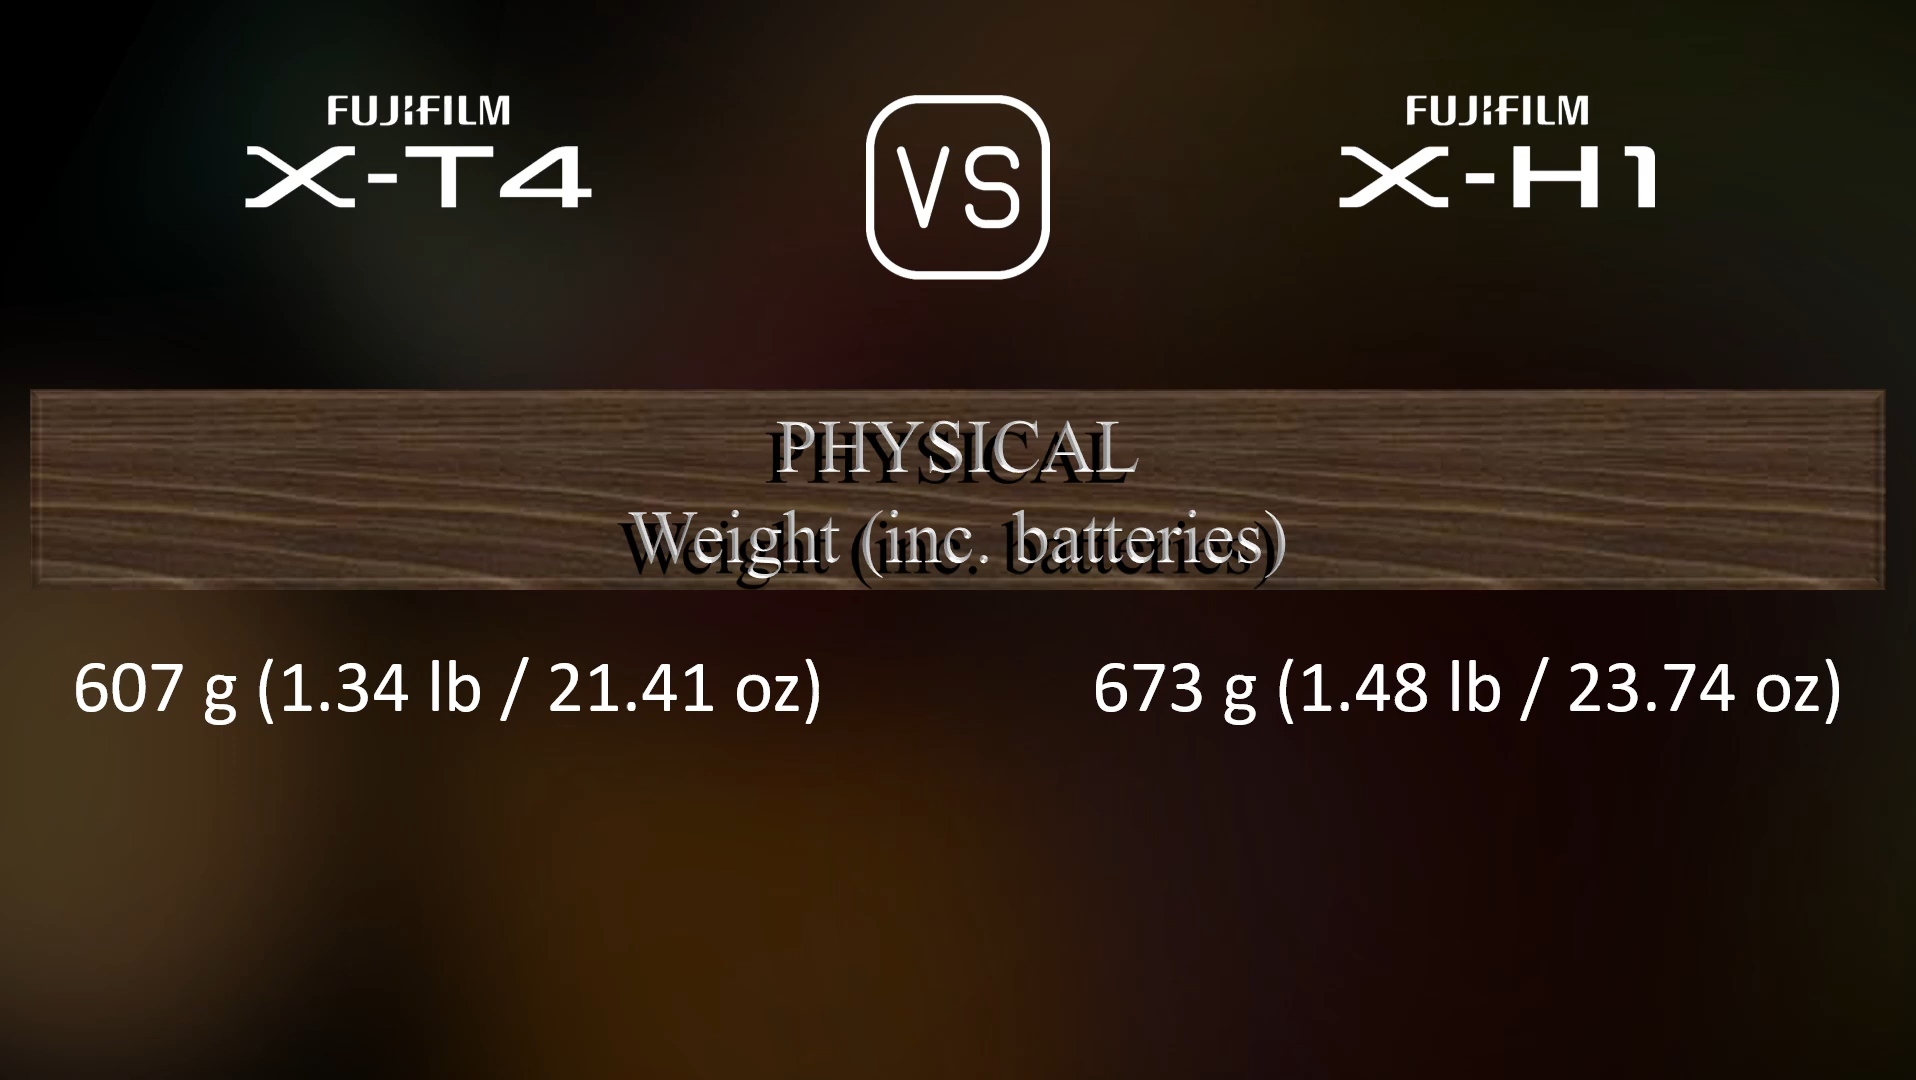 FUJIFILM
X-T4
VS
FUJIFILM
X-H1
PHYSICAL
Weight (inc. batteries)
607 g (1.34 lb / 21.41 oz)
673 g (1.48 lb / 23.74 oz)